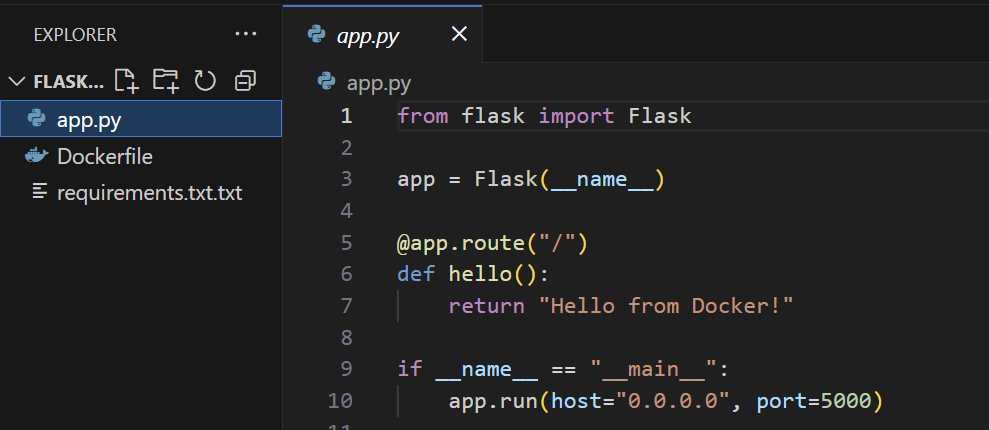 EXPLORER ...
FLASK...
app.py
Dockerfile
requirements.txt.txt
app.py
app.py
1 from flask import Flask
2
3 app = Flask(__name__)
4
5 @app.route("/")
6 def hello():
7     return "Hello from Docker!"
8
9 if __name__ == "__main__":
10     app.run(host="0.0.0.0", port=5000)
11